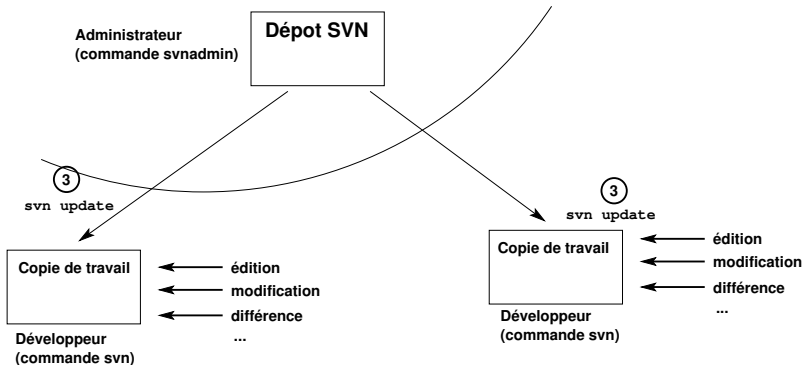 Dépot SVN
Administrateur
(commande svnadmin)
3
svn update
3
svn update
Copie de travail
édition
modification
différence
...
Développeur
(commande svn)
Copie de travail
édition
modification
différence
...
Développeur
(commande svn)